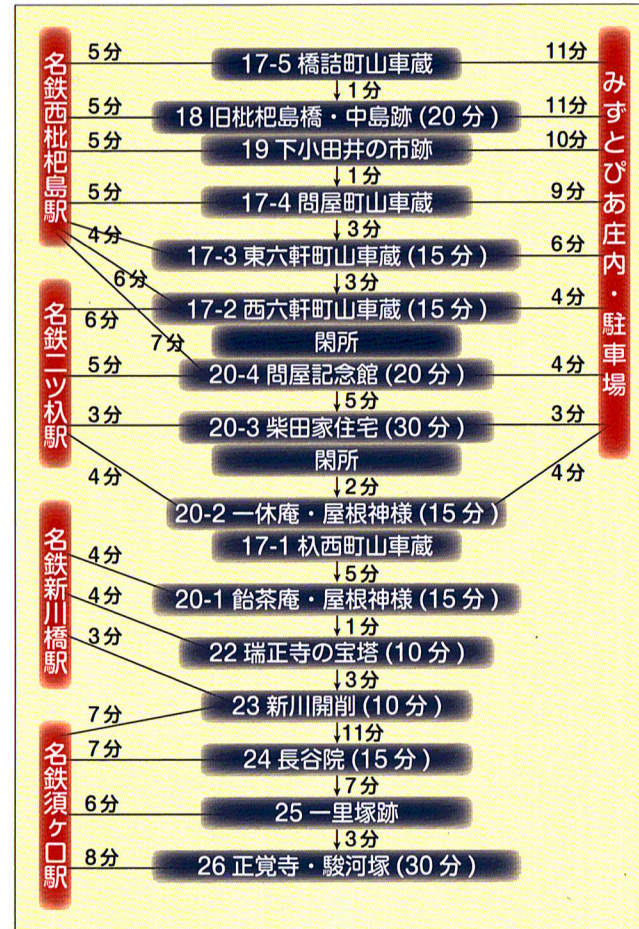 名鉄西枇杷島駅
名鉄二ツ杁駅
名鉄新川橋駅
名鉄須ヶ口駅
みずとぴあ庄内・駐車場
5分
17-5 橋詰町山車蔵
11分
↓1分
5分
18 旧枇杷島橋・中島跡(20分)
11分
5分
19 下小田井の市跡
10分
↓1分
5分
17-4 問屋町山車蔵
9分
↓3分
4分
17-3 東六軒町山車蔵(15分)
6分
↓3分
6分
6分
17-2 西六軒町山車蔵(15分)
4分
7分
閑所
5分
20-4 問屋記念館(20分)
4分
↓5分
3分
20-3 柴田家住宅(30分)
3分
閑所
↓2分
4分
20-2 一休庵・屋根神様(15分)
4分
17-1 杁西町山車蔵
↓5分
4分
20-1 飴茶庵・屋根神様(15分)
↓1分
4分
22 瑞正寺の宝塔(10分)
↓3分
3分
23 新川開削(10分)
7分
↓11分
7分
24 長谷院(15分)
↓7分
6分
25 一里塚跡
↓3分
8分
26 正覚寺・駿河塚(30分)